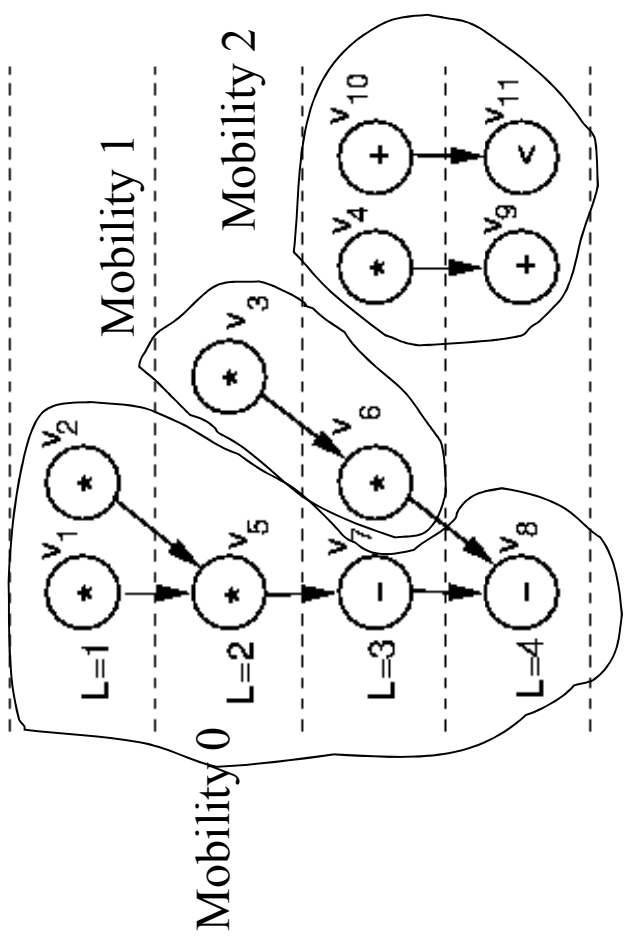 Mobility 0
Mobility 1
Mobility 2
L=1
* v1
* v2
L=2
* v5
* v3
L=3
- v7
* v6
* v4
+ v10
L=4
- v8
+ v9
< v11